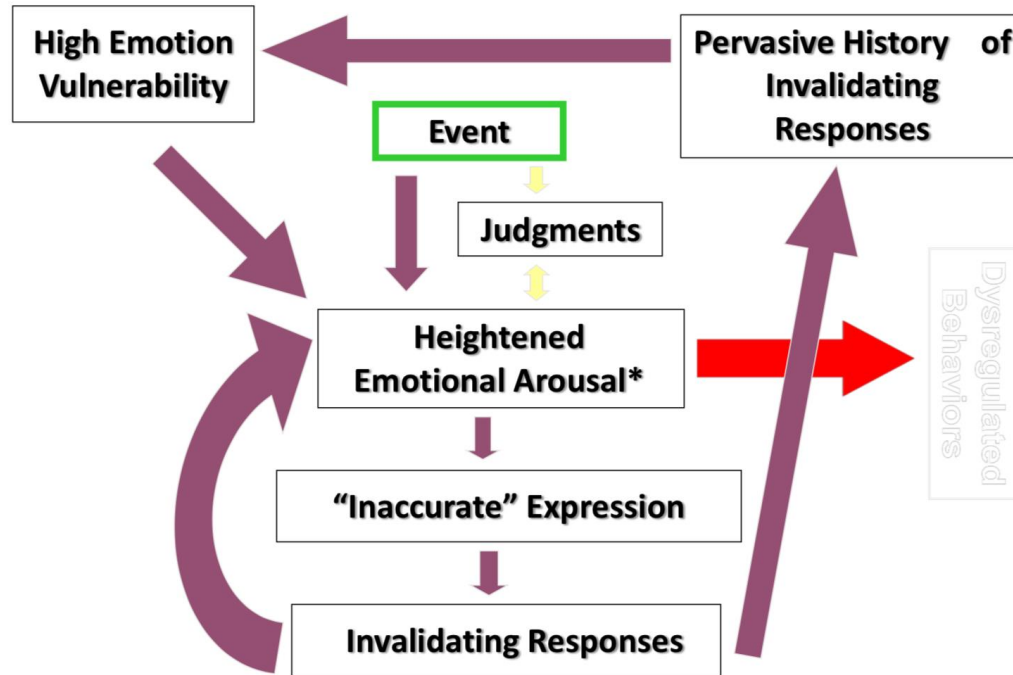 High Emotion
Vulnerability
Pervasive History of
Invalidating
Responses
Event
Judgments
Heightened
Emotional Arousal*
Dysregulated
Behaviors
“Inaccurate” Expression
Invalidating Responses